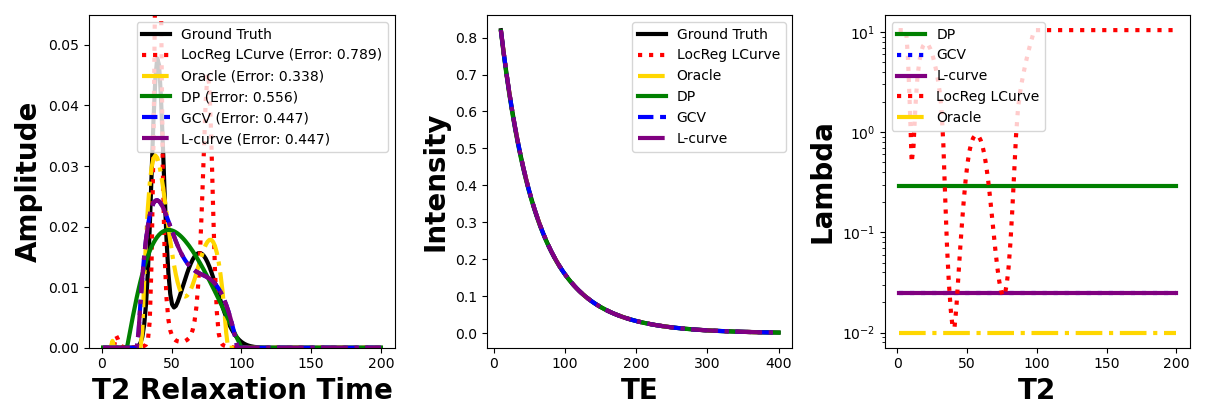 Amplitude
0.05
0.04
0.03
0.02
0.01
0.00
Ground Truth
LocReg LCurve (Error: 0.789)
Oracle (Error: 0.338)
DP (Error: 0.556)
GCV (Error: 0.447)
L-curve (Error: 0.447)
0 50 100 150 200
T2 Relaxation Time
Intensity
0.8
0.7
0.6
0.5
0.4
0.3
0.2
0.1
0.0
Ground Truth
LocReg LCurve
Oracle
DP
GCV
L-curve
0 100 200 300 400
TE
Lambda
10^1
10^0
10^-1
10^-2
DP
GCV
L-curve
LocReg LCurve
Oracle
0 50 100 150 200
T2